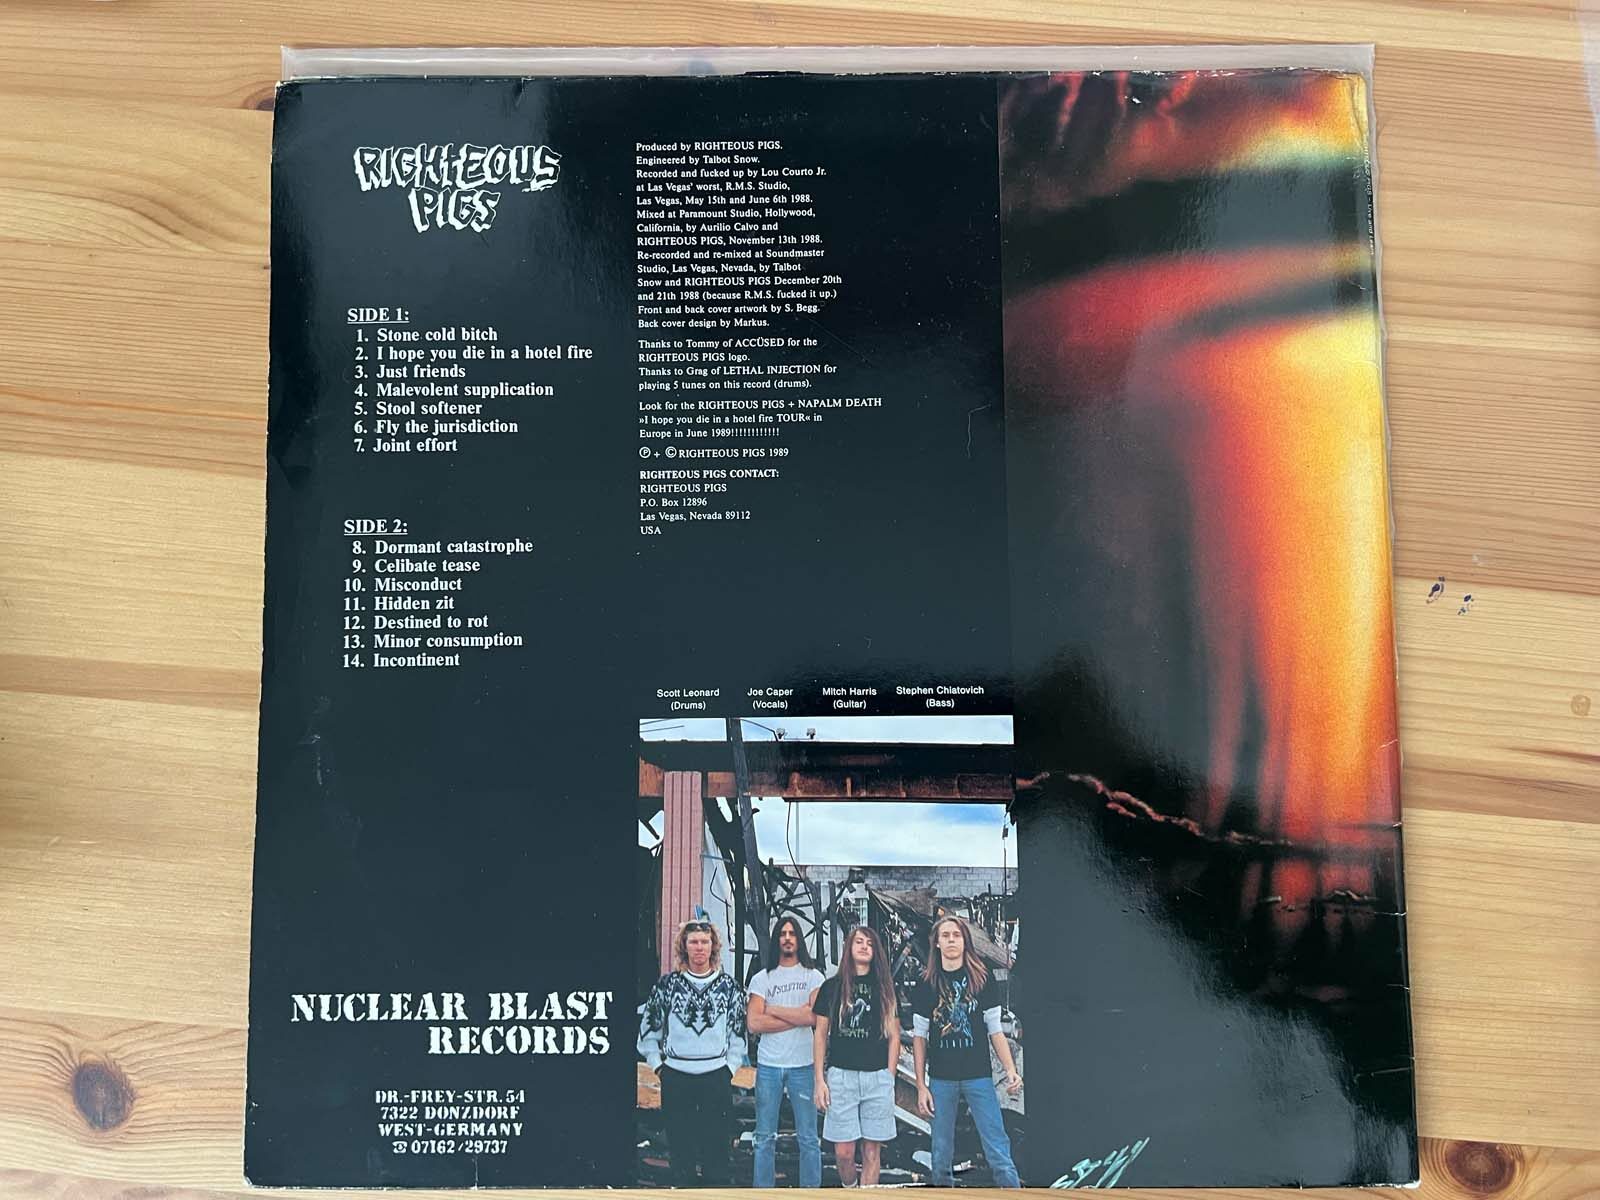 RIGHTEOUS
PIGS
SIDE 1:
1. Stone cold bitch
2. I hope you die in a hotel fire
3. Just friends
4. Malevolent supplication
5. Stool softener
6. Fly the jurisdiction
7. Joint effort
SIDE 2:
8. Dormant catastrophe
9. Celibate tease
10. Misconduct
11. Hidden zit
12. Destined to rot
13. Minor consumption
14. Incontinent
NUCLEAR BLAST
RECORDS
DR.-FREY-STR. 54
7322 DONZDORF
WEST-GERMANY
☎ 07162/29737
Produced by RIGHTEOUS PIGS.
Engineered by Talbot Snow.
Recorded and fucked up by Lou Courto Jr.
at Las Vegas' worst, R.M.S. Studio,
Las Vegas, May 15th and June 6th 1988.
Mixed at Paramount Studio, Hollywood,
California, by Aurilio Calvo and
RIGHTEOUS PIGS, November 13th 1988.
Re-recorded and re-mixed at Soundmaster
Studio, Las Vegas, Nevada, by Talbot
Snow and RIGHTEOUS PIGS December 20th
and 21th 1988 (because R.M.S. fucked it up.)
Front and back cover artwork by S. Begg.
Back cover design by Markus.
Thanks to Tommy of ACCÜSED for the
RIGHTEOUS PIGS logo.
Thanks to Grag of LETHAL INJECTION for
playing 5 tunes on this record (drums).
Look for the RIGHTEOUS PIGS + NAPALM DEATH
»I hope you die in a hotel fire TOUR« in
Europe in June 1989!!!!!!!!!!!!
℗ + © RIGHTEOUS PIGS 1989
RIGHTEOUS PIGS CONTACT:
RIGHTEOUS PIGS
P.O. Box 12896
Las Vegas, Nevada 89112
USA
Scott Leonard
(Drums)
Joe Caper
(Vocals)
Mitch Harris
(Guitar)
Stephen Chiatovich
(Bass)